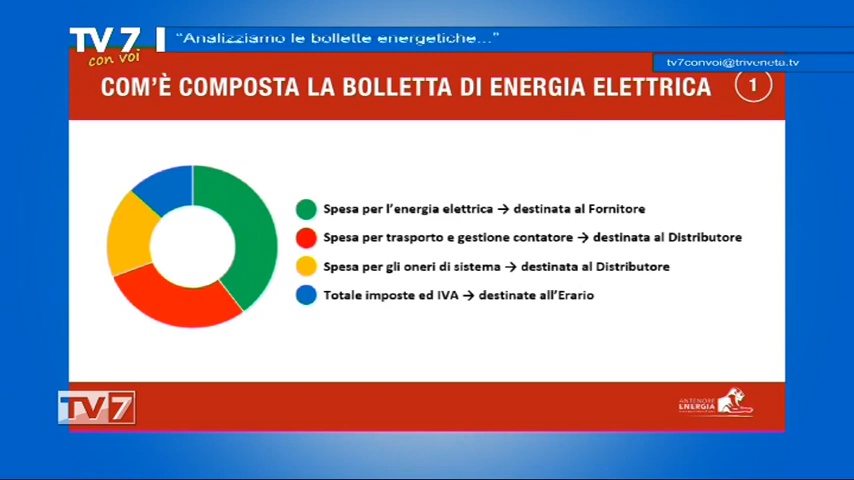 TV7
con voi
"Analizziamo le bollette energetiche..."
tv7convoi@triveneta.tv
COM'È COMPOSTA LA BOLLETTA DI ENERGIA ELETTRICA
1
Spesa per l'energia elettrica → destinata al Fornitore
Spesa per trasporto e gestione contatore → destinata al Distributore
Spesa per gli oneri di sistema → destinata al Distributore
Totale imposte ed IVA → destinate all'Erario
TV7
ANTENORE
ENERGIA